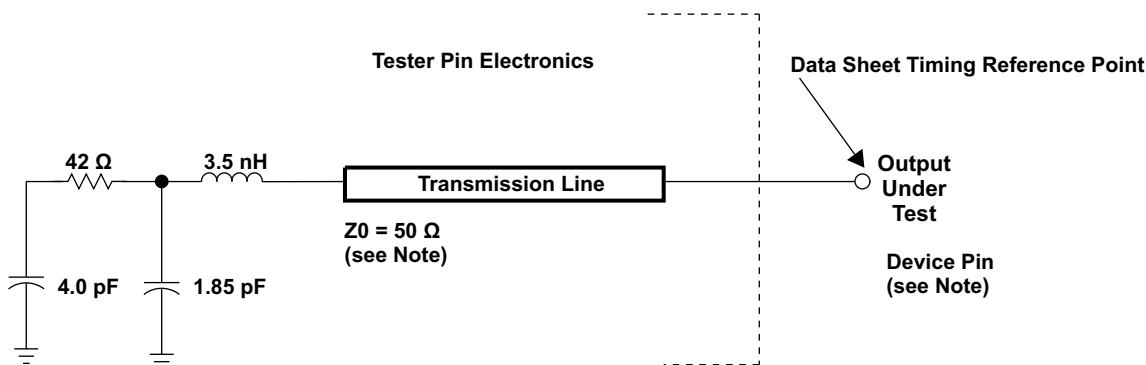 Tester Pin Electronics
Data Sheet Timing Reference Point
42 Ω
3.5 nH
Transmission Line
Output
Under
Test
Z0 = 50 Ω
(see Note)
Device Pin
(see Note)
4.0 pF
1.85 pF